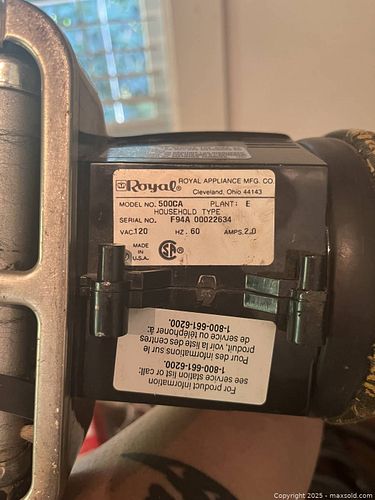 Royal®
ROYAL APPLIANCE MFG. CO.
Cleveland, Ohio 44143
MODEL NO. 500CA PLANT: E
HOUSEHOLD TYPE
SERIAL NO. F94A 00022634
VAC.120 HZ. 60 AMPS.2.0
MADE
IN
U.S.A.
For product information
see service station list or call:
1-800-661-6200.
Pour des informations sur le
produit, voir la liste des centres
de service ou téléphoner à:
1-800-661-6200.
Copyright © 2025 - maxsold.com